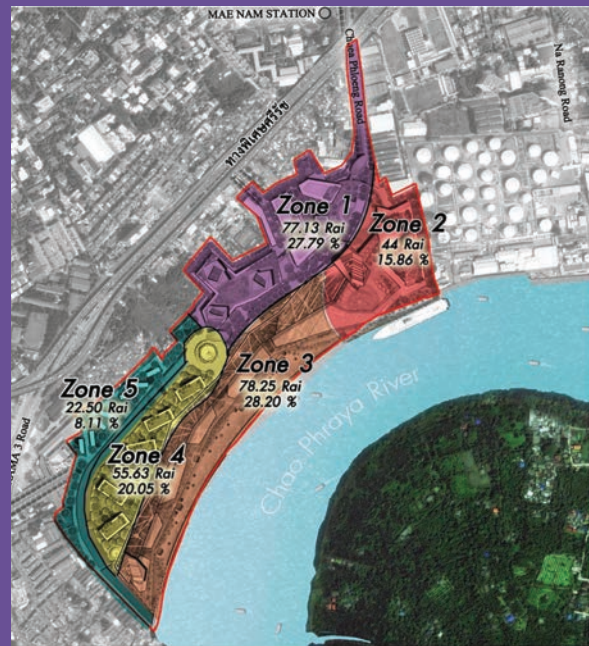 MAE NAM STATION
Chuea Phloeng Road
Na Ranong Road
ทางพิเศษศรีรัช
Zone 1
77.13 Rai
27.79 %
Zone 2
44 Rai
15.86 %
Zone 3
78.25 Rai
28.20 %
Zone 5
22.50 Rai
8.11 %
Zone 4
55.63 Rai
20.05 %
RAMA 3 Road
Chao Phraya River